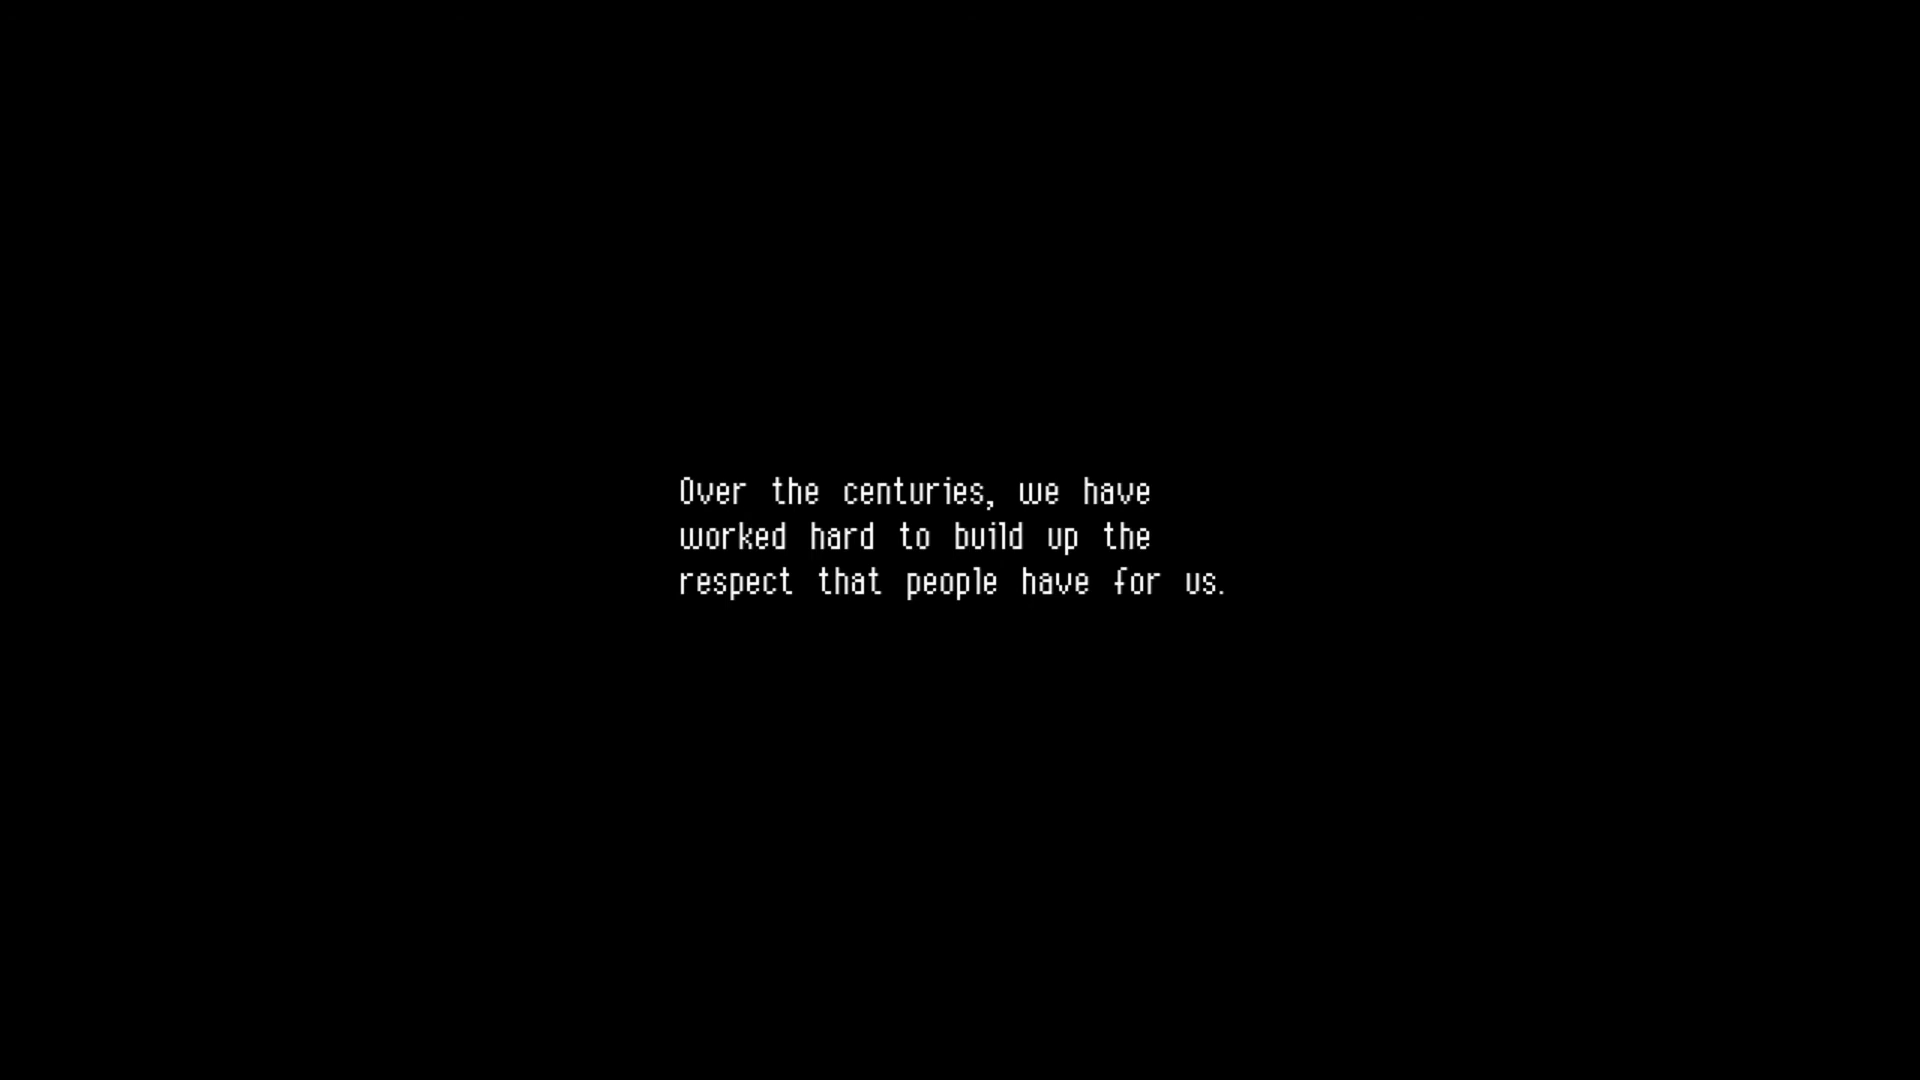 Over the centuries, we have
worked hard to build up the
respect that people have for us.